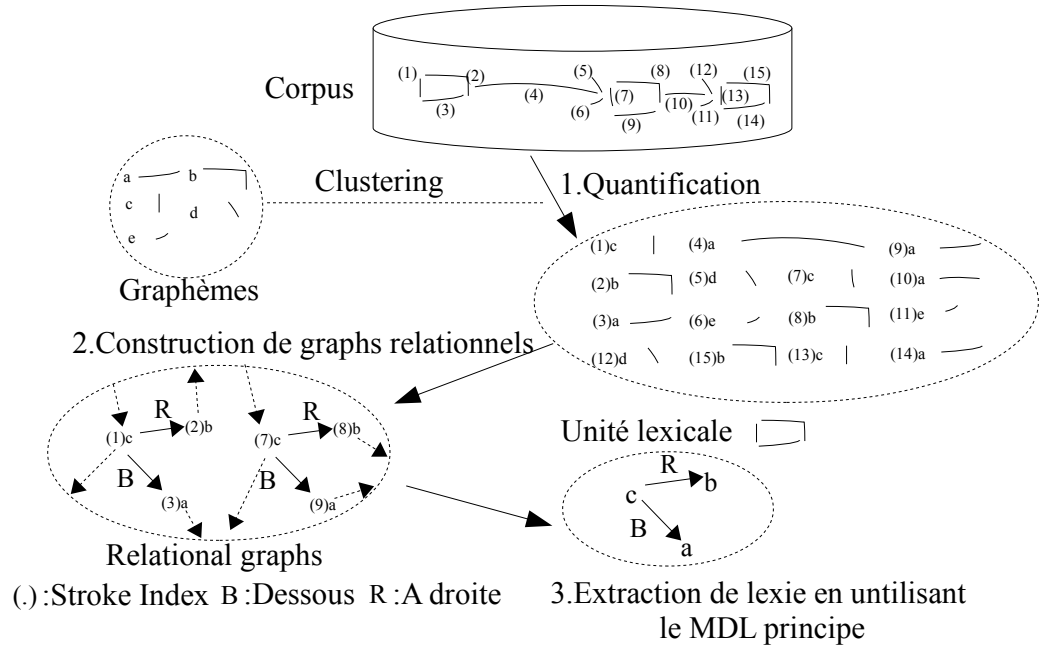 (1) (2) (5) (8) (12) (15)
Corpus (3) (4) (6) (7) (9) (10) (11) (13) (14)
a b
c d
e
Graphèmes
Clustering
1.Quantification
(1)c (4)a (9)a
(2)b (5)d (7)c (10)a
(3)a (6)e (8)b (11)e
(12)d (15)b (13)c (14)a
2.Construction de graphs relationnels
R R
(1)c (2)b (7)c (8)b
B B
(3)a (9)a
Relational graphs
(.) :Stroke Index B :Dessous R :A droite
Unité lexicale
R
c b
B
a
3.Extraction de lexie en untilisant
le MDL principe